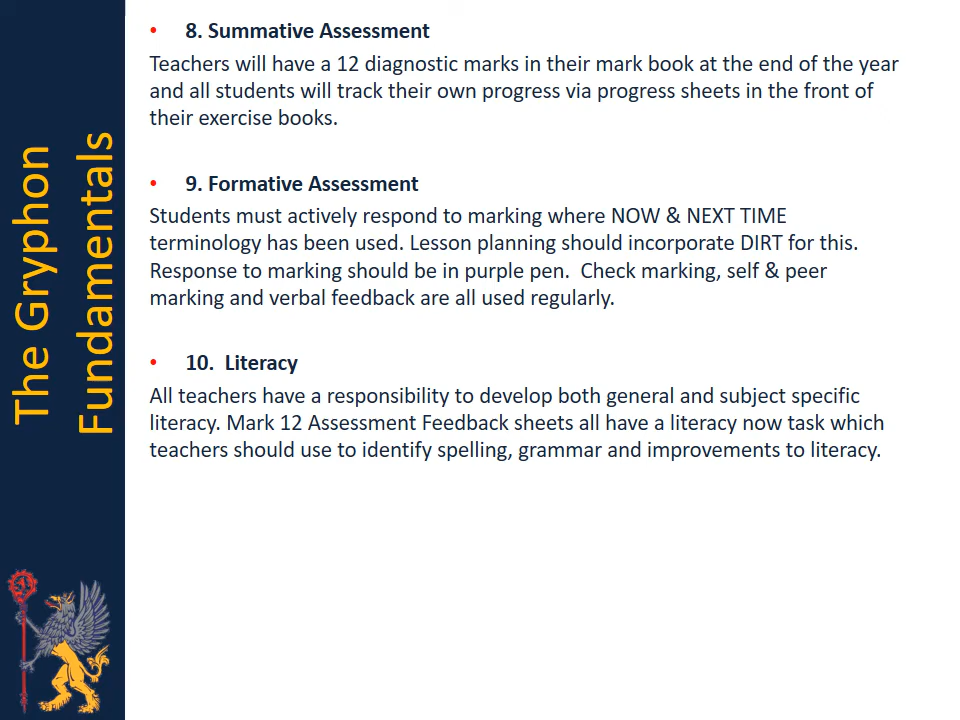 The Gryphon
Fundamentals
• 8. Summative Assessment
Teachers will have a 12 diagnostic marks in their mark book at the end of the year
and all students will track their own progress via progress sheets in the front of
their exercise books.
• 9. Formative Assessment
Students must actively respond to marking where NOW & NEXT TIME
terminology has been used. Lesson planning should incorporate DIRT for this.
Response to marking should be in purple pen.  Check marking, self & peer
marking and verbal feedback are all used regularly.
• 10.  Literacy
All teachers have a responsibility to develop both general and subject specific
literacy. Mark 12 Assessment Feedback sheets all have a literacy now task which
teachers should use to identify spelling, grammar and improvements to literacy.